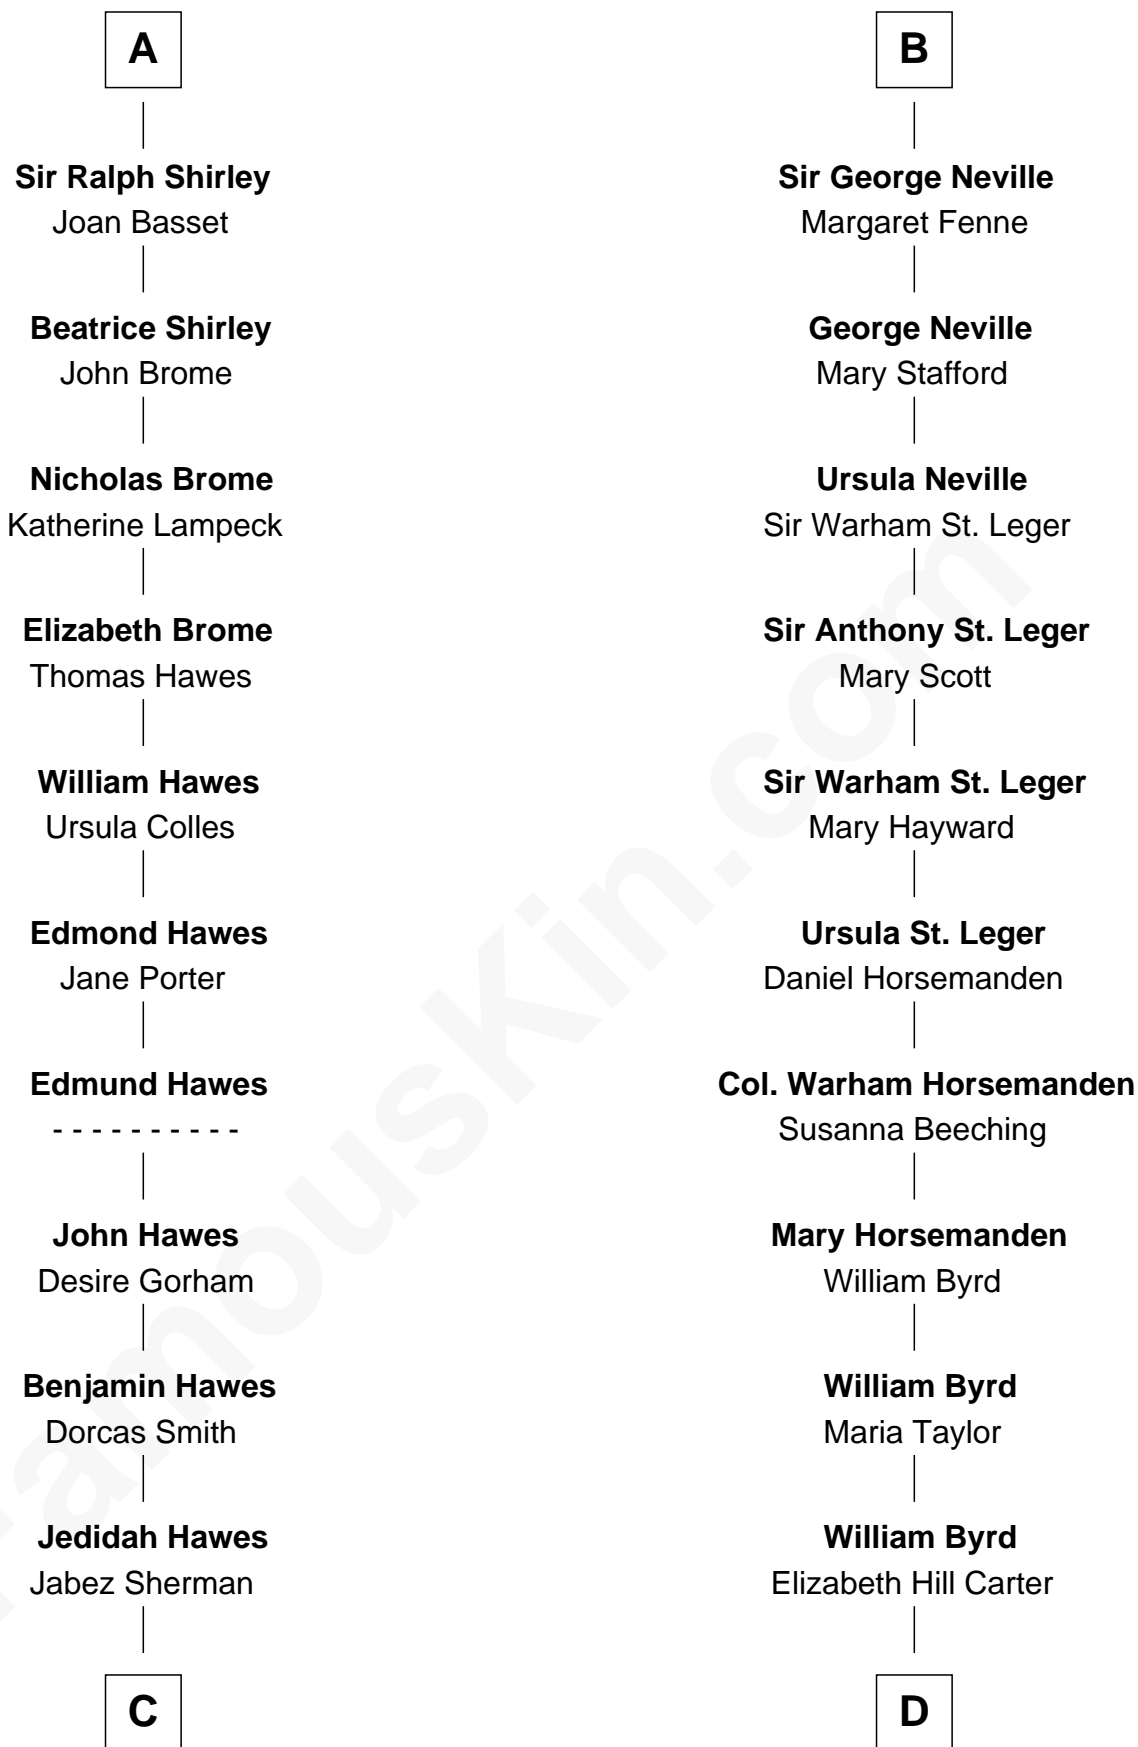 A
Sir Ralph Shirley
Joan Basset
Beatrice Shirley
John Brome
Nicholas Brome
Katherine Lampeck
Elizabeth Brome
Thomas Hawes
William Hawes
Ursula Colles
Edmond Hawes
Jane Porter
Edmund Hawes
- - - - - - - - - -
John Hawes
Desire Gorham
Benjamin Hawes
Dorcas Smith
Jedidah Hawes
Jabez Sherman
C
B
Sir George Neville
Margaret Fenne
George Neville
Mary Stafford
Ursula Neville
Sir Warham St. Leger
Sir Anthony St. Leger
Mary Scott
Sir Warham St. Leger
Mary Hayward
Ursula St. Leger
Daniel Horsemanden
Col. Warham Horsemanden
Susanna Beeching
Mary Horsemanden
William Byrd
William Byrd
Maria Taylor
William Byrd
Elizabeth Hill Carter
D
FamousKin.com